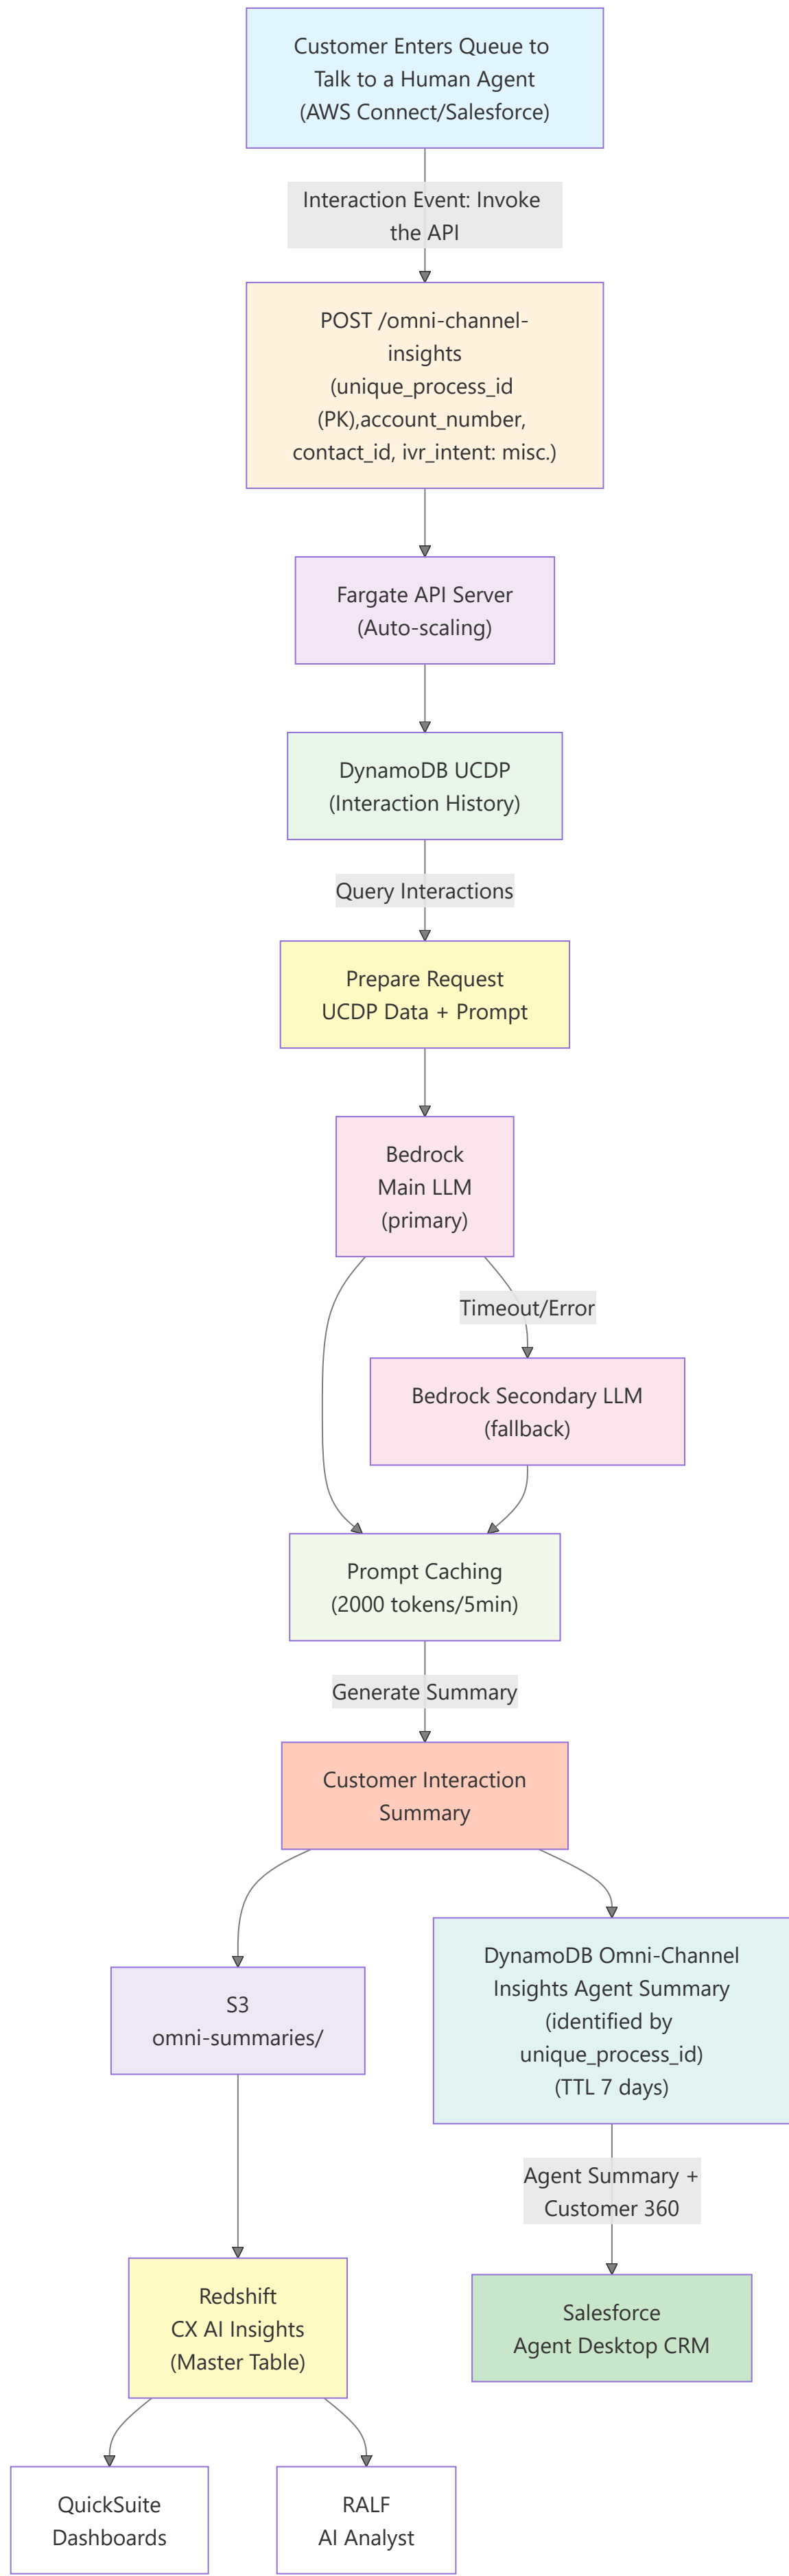 Customer Enters Queue to
Talk to a Human Agent
(AWS Connect/Salesforce)
Interaction Event: Invoke
the API
POST /omni-channel-
insights
(unique_process_id
(PK),account_number,
contact_id, ivr_intent: misc.)
Fargate API Server
(Auto-scaling)
DynamoDB UCDP
(Interaction History)
Query Interactions
Prepare Request
UCDP Data + Prompt
Bedrock
Main LLM
(primary)
Timeout/Error
Bedrock Secondary LLM
(fallback)
Prompt Caching
(2000 tokens/5min)
Generate Summary
Customer Interaction
Summary
DynamoDB Omni-Channel
Insights Agent Summary
(identified by
unique_process_id)
(TTL 7 days)
S3
omni-summaries/
Agent Summary +
Customer 360
Redshift
CX AI Insights
(Master Table)
Salesforce
Agent Desktop CRM
QuickSuite
Dashboards
RALF
AI Analyst